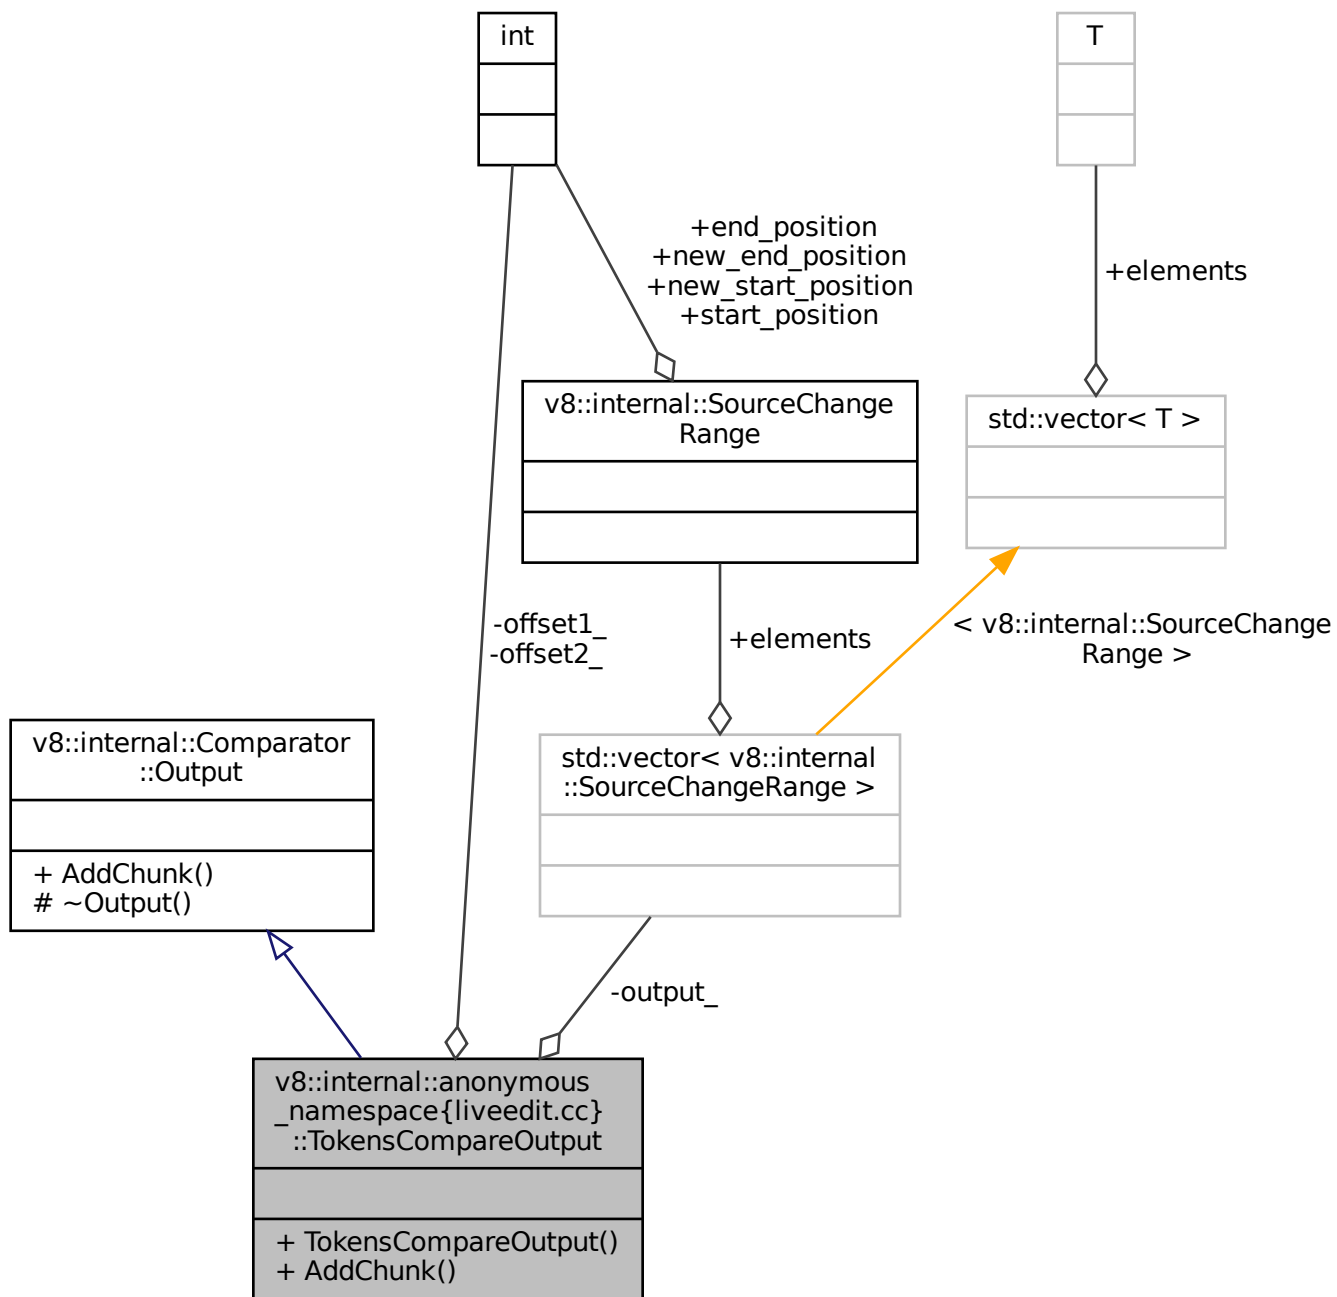 int
T
+end_position
+new_end_position
+new_start_position
+start_position
+elements
v8::internal::SourceChange
Range
std::vector< T >
-offset1_
-offset2_
+elements
< v8::internal::SourceChange
Range >
v8::internal::Comparator
::Output
+ AddChunk()
# ~Output()
std::vector< v8::internal
::SourceChangeRange >
-output_
v8::internal::anonymous
_namespace{liveedit.cc}
::TokensCompareOutput
+ TokensCompareOutput()
+ AddChunk()